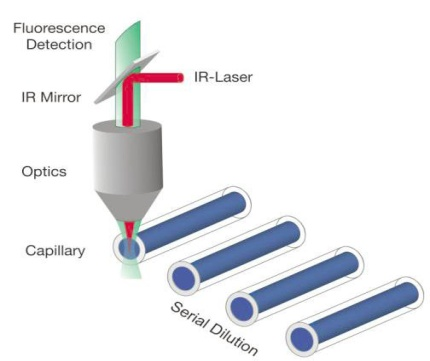 Fluorescence
Detection
IR-Laser
IR Mirror
Optics
Capillary
Serial Dilution